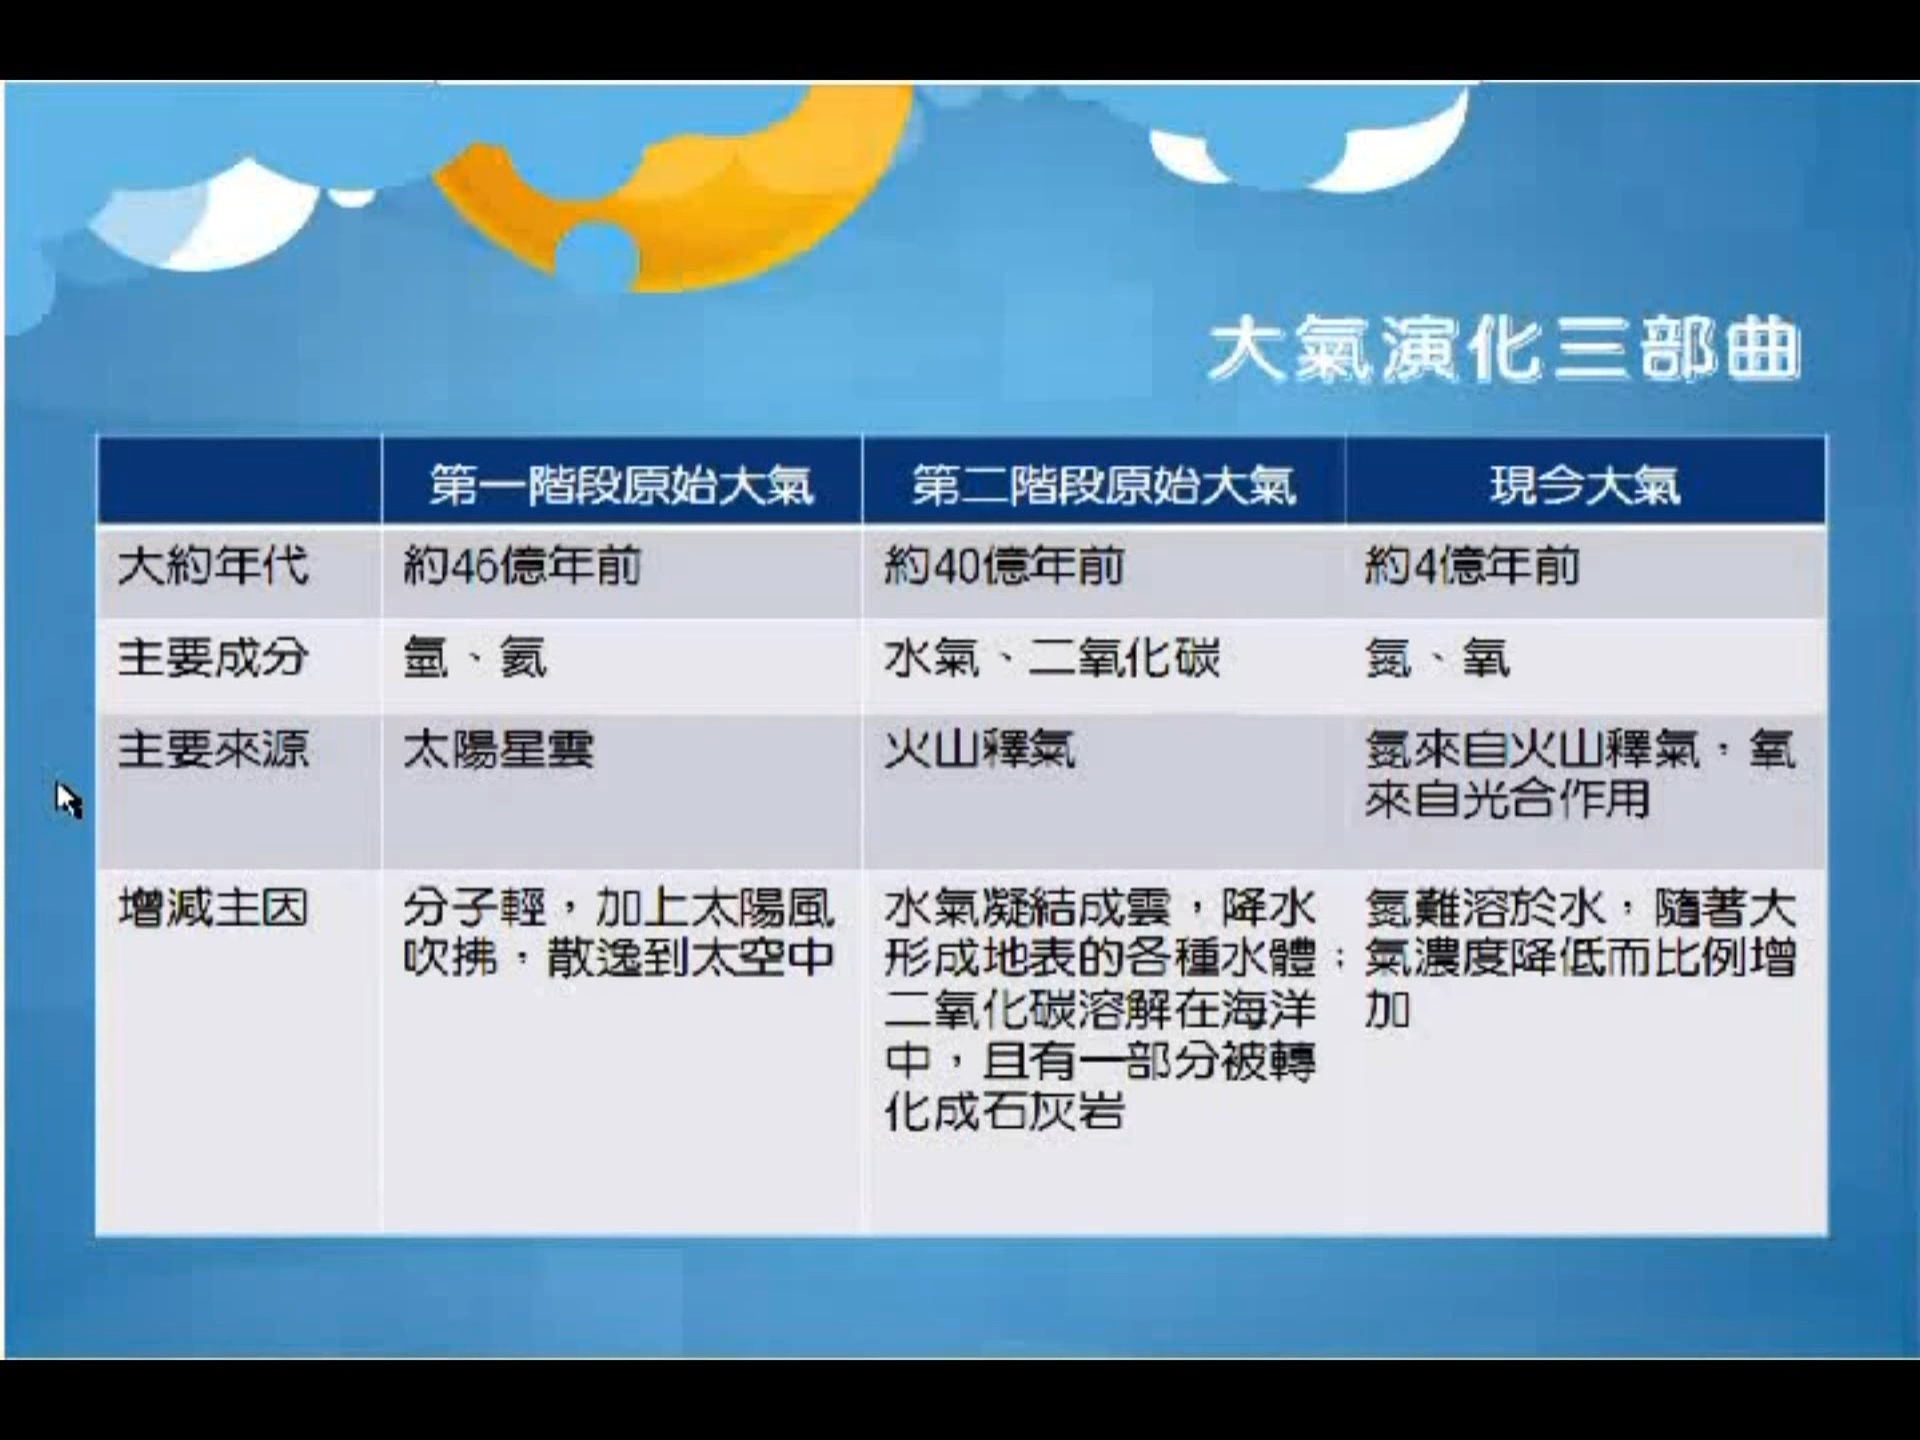 大氣演化三部曲
第一階段原始大氣 第二階段原始大氣 現今大氣
大約年代 約46億年前 約40億年前 約4億年前
主要成分 氫、氦 水氣、二氧化碳 氮、氧
主要來源 太陽星雲 火山釋氣 氮來自火山釋氣，氧
來自光合作用
增減主因 分子輕，加上太陽風 水氣凝結成雲，降水 氮難溶於水，隨著大
吹拂，散逸到太空中 形成地表的各種水體； 氣濃度降低而比例增
二氧化碳溶解在海洋 加
中，且有一部分被轉
化成石灰岩